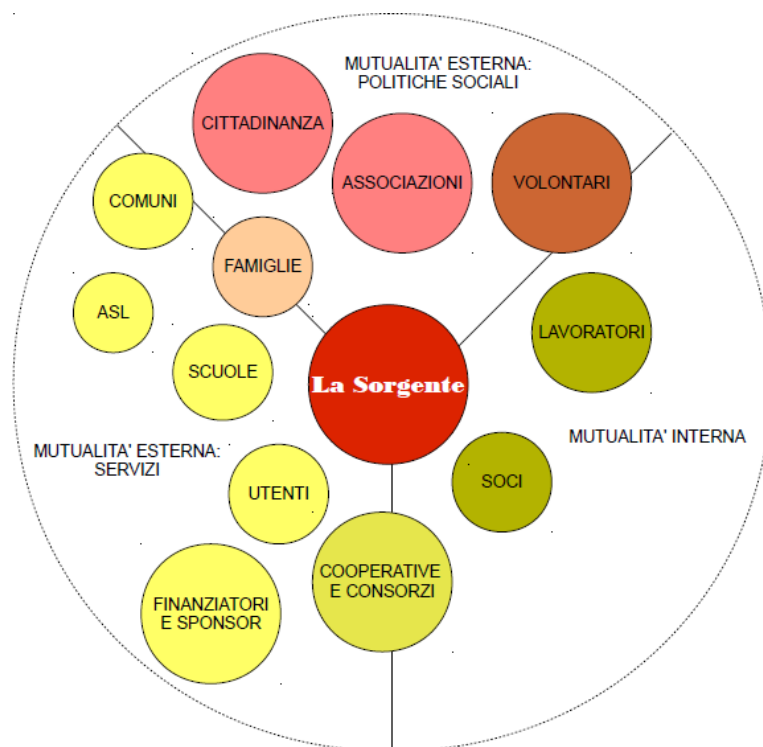 MUTUALITA' ESTERNA:
POLITICHE SOCIALI
CITTADINANZA
ASSOCIAZIONI
VOLONTARI
COMUNI
FAMIGLIE
ASL
SCUOLE
La Sorgente
LAVORATORI
MUTUALITA' INTERNA
MUTUALITA' ESTERNA:
SERVIZI
UTENTI
SOCI
COOPERATIVE
E CONSORZI
FINANZIATORI
E SPONSOR